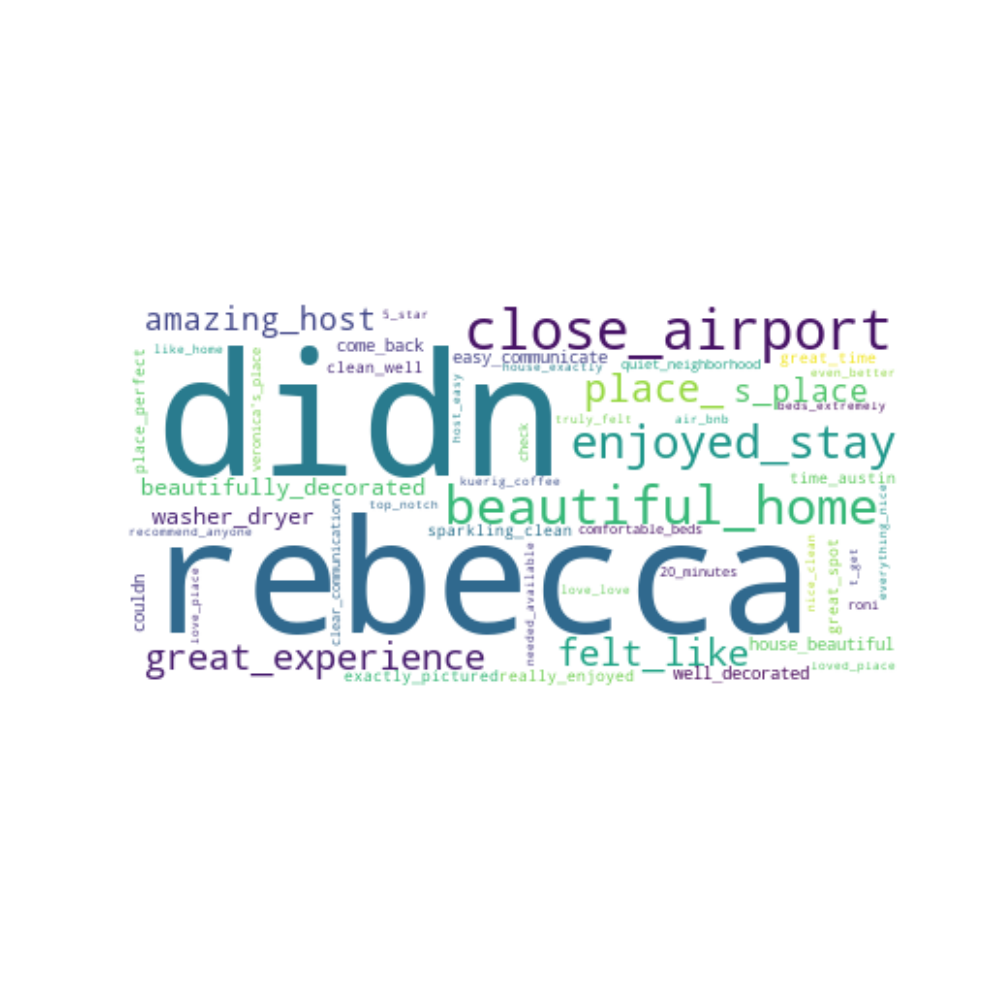 amazing_host
5_star
close_airport
like_home
come_back
easy_communicate
quiet_neighborhood
great_time
place_perfect
veronica's_place
didn
clean_well
host_easy
house_exactly
even_better
place_
s_place
beds_extremely
truly_felt
air_bnb
check
enjoyed_stay
beautifully_decorated
kuerig_coffee
time_austin
washer_dryer
top_notch
beautiful_home
everything_nice
recommend_anyone
clear_communication
sparkling_clean
comfortable_beds
couldn
love_place
rebecca
needed_available
love_love
20_minutes
nice_clean
great_spot
t_get
roni
great_experience
felt_like
house_beautiful
exactly_pictured
really_enjoyed
well_decorated
loved_place